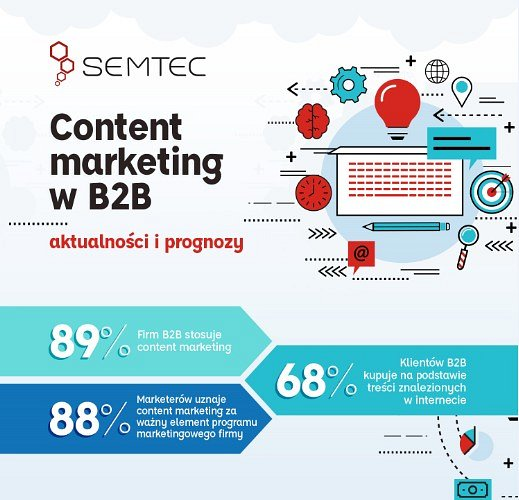 SEMTEC
Content
marketing
w B2B
aktualności i prognozy
@
89%
Firm B2B stosuje
content marketing
68%
Klientów B2B
kupuje na podstawie
treści znalezionych
w internecie
88%
Marketerów uznaje
content marketing za
ważny element programu
marketingowego firmy